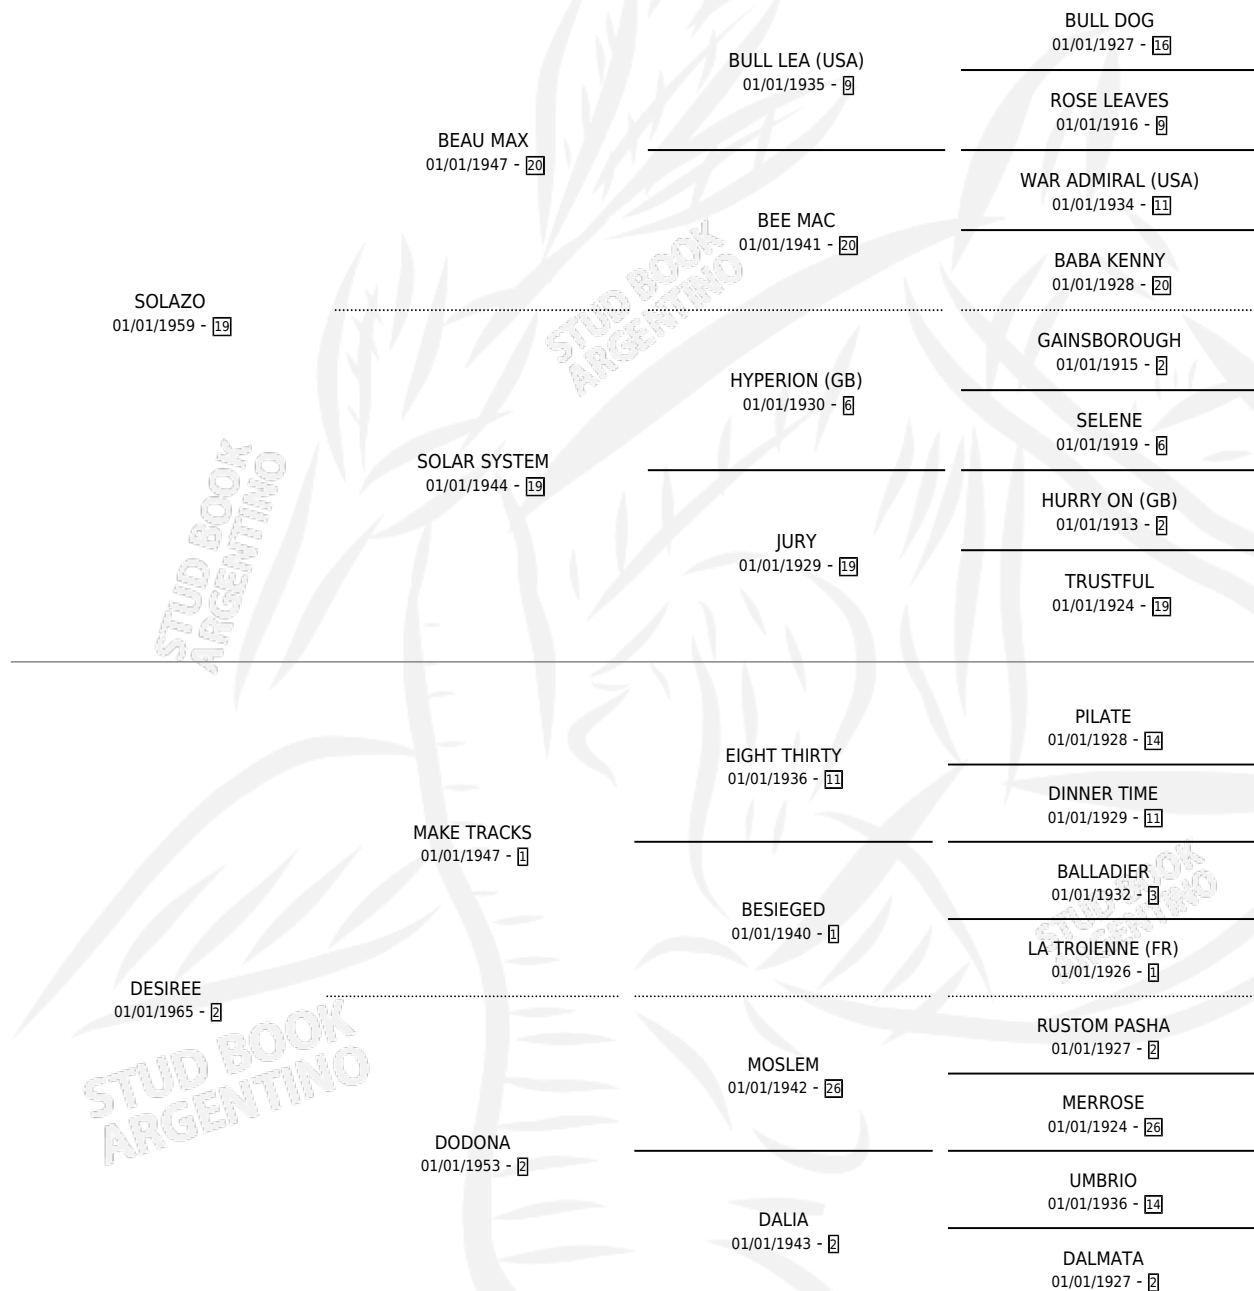 SOLAZO
01/01/1959 - 19
BEAU MAX
01/01/1947 - 20
BULL LEA (USA)
01/01/1935 - 9
BULL DOG
01/01/1927 - 16
ROSE LEAVES
01/01/1916 - 9
BEE MAC
01/01/1941 - 20
WAR ADMIRAL (USA)
01/01/1934 - 11
BABA KENNY
01/01/1928 - 20
SOLAR SYSTEM
01/01/1944 - 19
HYPERION (GB)
01/01/1930 - 6
GAINSBOROUGH
01/01/1915 - 2
SELENE
01/01/1919 - 6
JURY
01/01/1929 - 19
HURRY ON (GB)
01/01/1913 - 2
TRUSTFUL
01/01/1924 - 19
DESIREE
01/01/1965 - 2
MAKE TRACKS
01/01/1947 - 1
EIGHT THIRTY
01/01/1936 - 11
PILATE
01/01/1928 - 14
DINNER TIME
01/01/1929 - 11
BESIEGED
01/01/1940 - 1
BALLADIER
01/01/1932 - 3
LA TROIENNE (FR)
01/01/1926 - 1
DODONA
01/01/1953 - 2
MOSLEM
01/01/1942 - 26
RUSTOM PASHA
01/01/1927 - 2
MERROSE
01/01/1924 - 26
DALIA
01/01/1943 - 2
UMBRIO
01/01/1936 - 14
DALMATA
01/01/1927 - 2
STUD BOOK
ARGENTINO
STUD BOOK
ARGENTINO
STUD BOOK
ARGENTINO
STUD BOOK
ARGENTINO